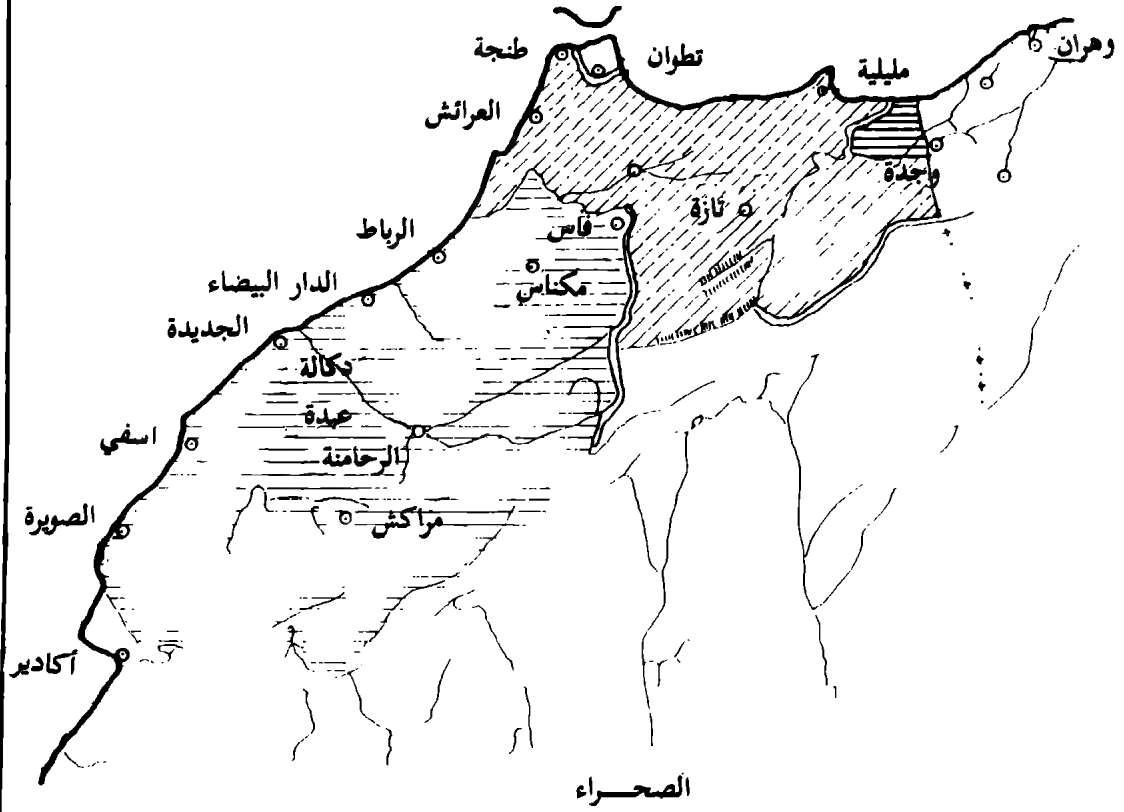 وهران
تطوان
طنجة
مليلية
العرائش
وجدة
تازة
فاس
الرباط
مكناس
الدار البيضاء
الجديدة
دكالة
عبدة
اسفي
الرحامنة
مراكش
الصويرة
أكادير
الصحراء